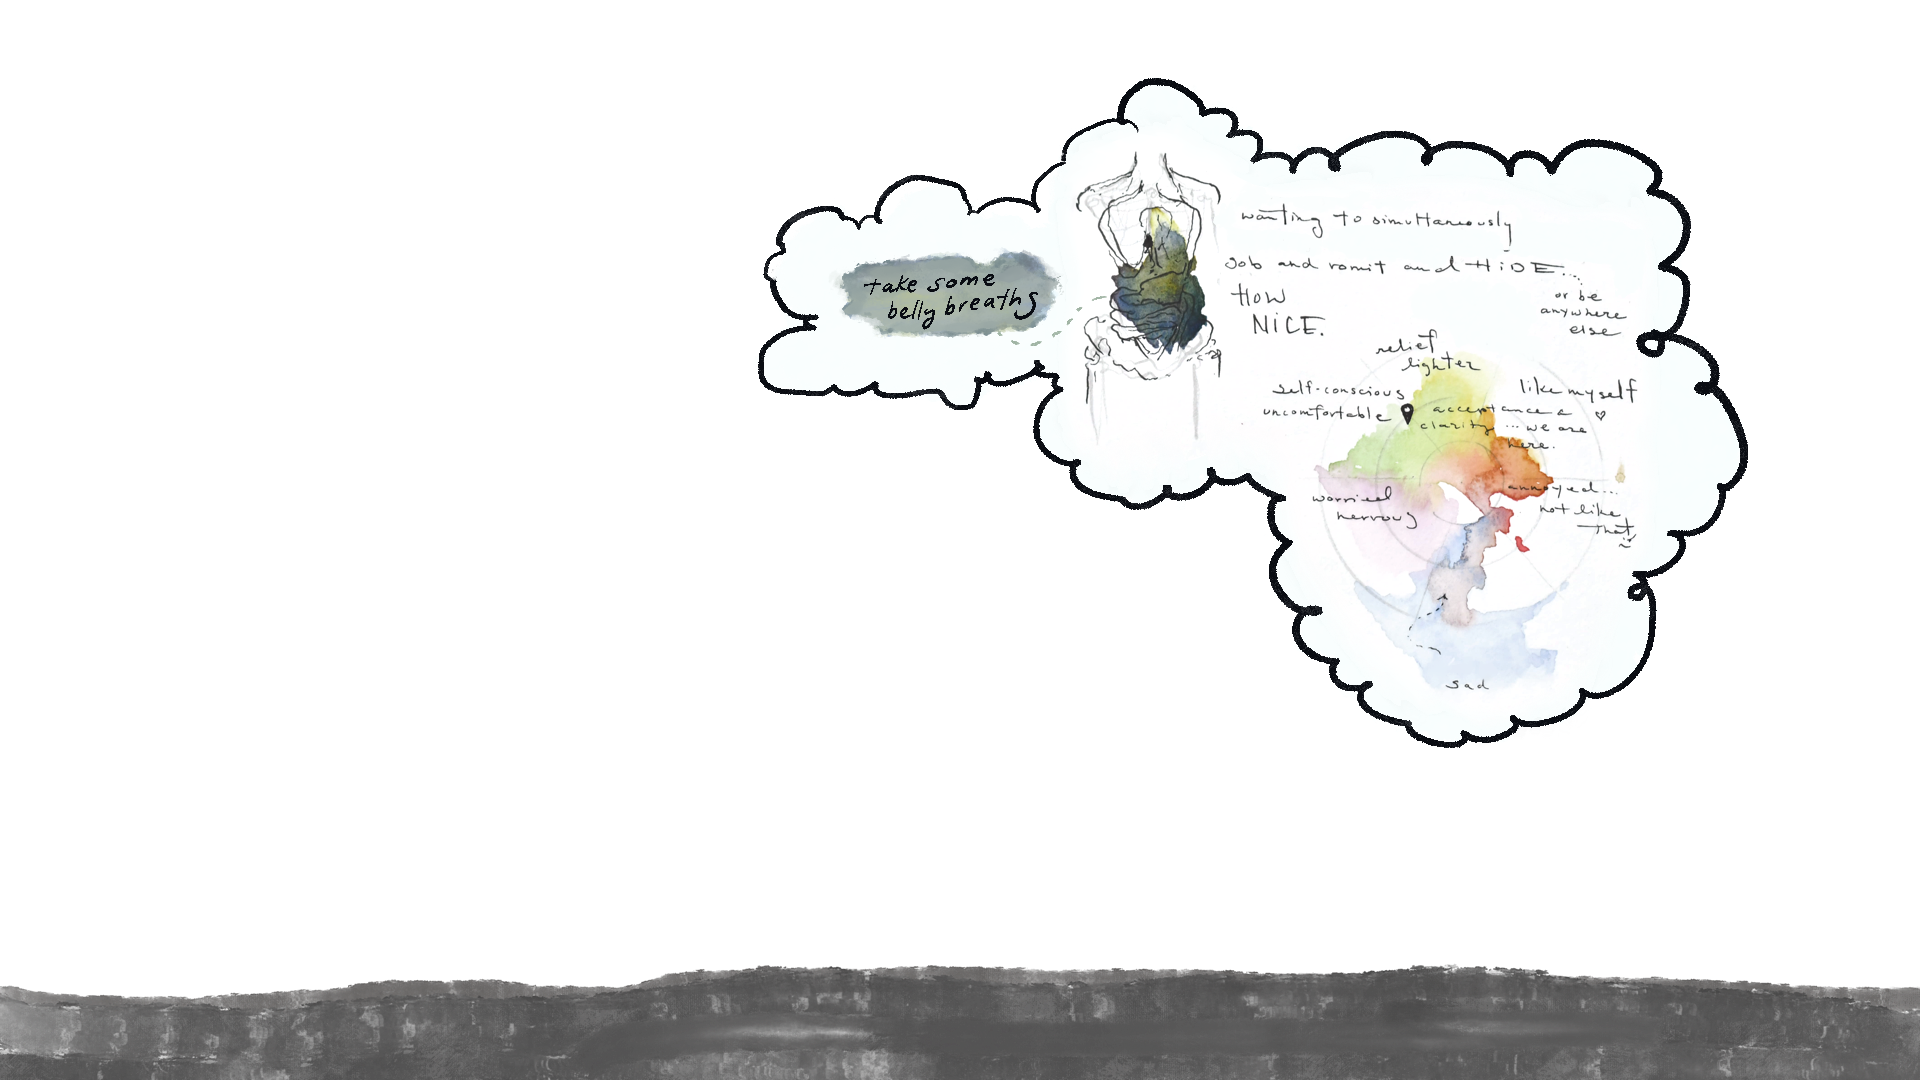 take some
belly breaths
wanting to simultaneously
sob and vomit and HiDE...
or be
anywhere
else
HOW
NiCE.
relief
lighter
self-conscious
uncomfortable
like myself
acceptance &
clarity ... we are
here.
worried
nervous
annoyed...
not like
that
sad